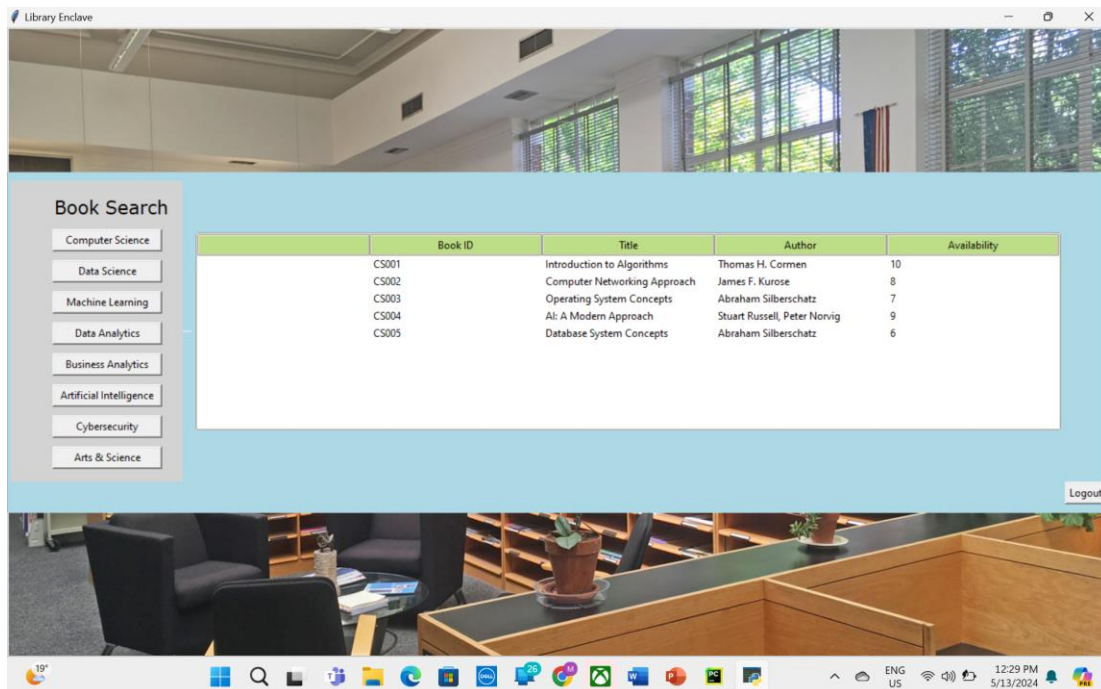 Library Enclave
Book Search
Computer Science
Data Science
Machine Learning
Data Analytics
Business Analytics
Artificial Intelligence
Cybersecurity
Arts & Science
Book ID Title Author Availability
CS001 Introduction to Algorithms Thomas H. Cormen 10
CS002 Computer Networking Approach James F. Kurose 8
CS003 Operating System Concepts Abraham Silberschatz 7
CS004 AI: A Modern Approach Stuart Russell, Peter Norvig 9
CS005 Database System Concepts Abraham Silberschatz 6
Logout
19°
DELL
26
M
W
P
PC
ENG
US
12:29 PM
5/13/2024
PRE